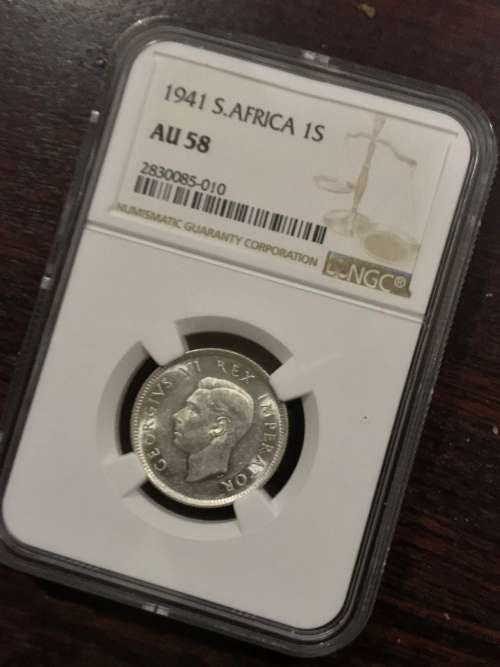 1941 S.AFRICA 1S
AU 58
2830085-010
NUMISMATIC GUARANTY CORPORATION
NGC®
GEORGIVS VI REX IMPERATOR